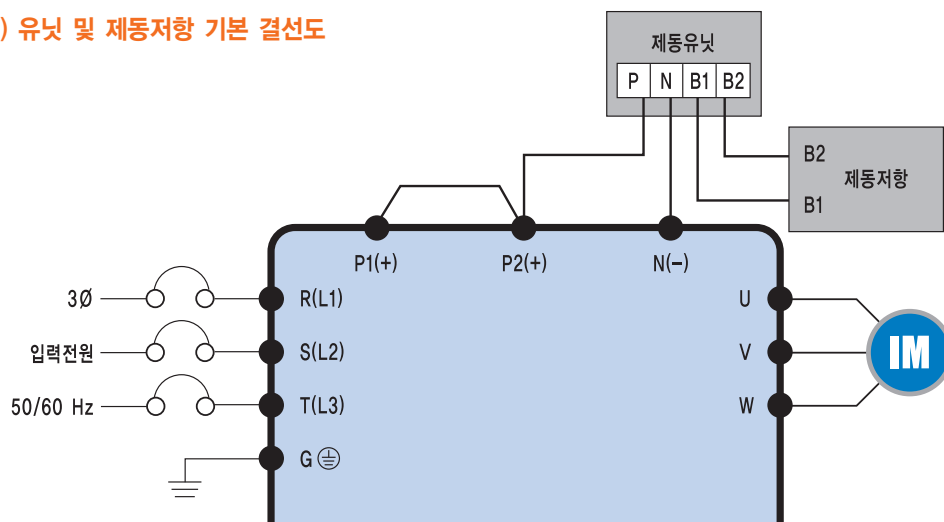 ) 유닛 및 제동저항 기본 결선도
제동유닛
P N B1 B2
B2
제동저항
B1
P1(+) P2(+) N(-)
3Ø R(L1) U
입력전원 S(L2) V IM
50/60 Hz T(L3) W
G